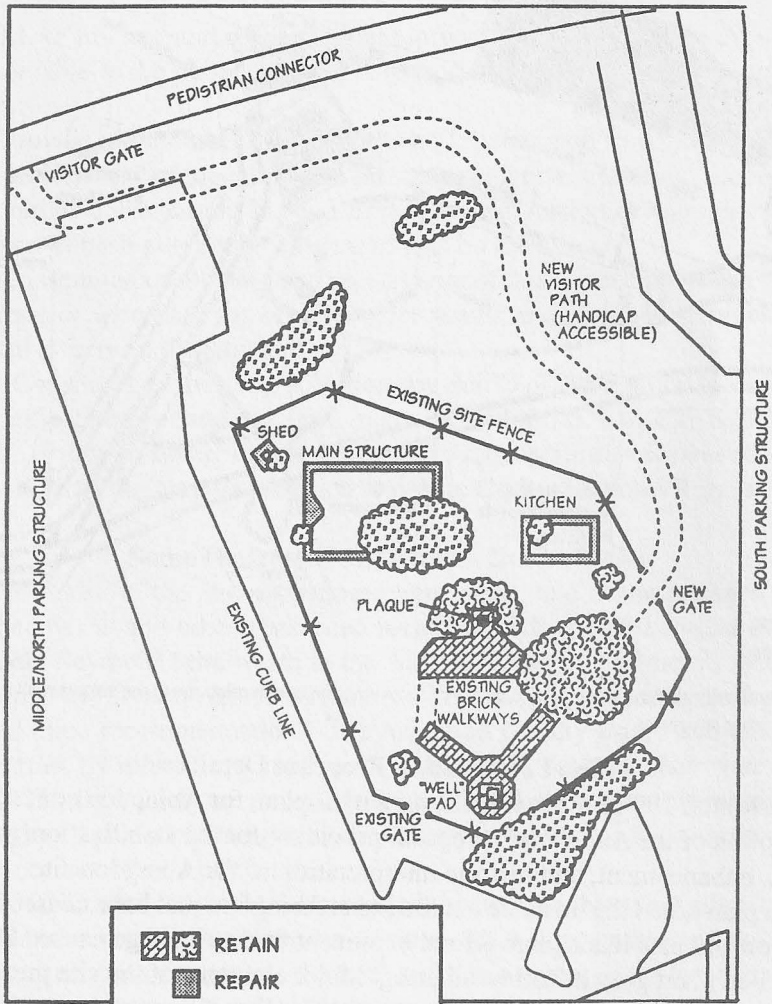 PEDISTRIAN CONNECTOR
VISITOR GATE
NEW
VISITOR
PATH
(HANDICAP
ACCESSIBLE)
EXISTING SITE FENCE
SHED
MAIN STRUCTURE
KITCHEN
SOUTH PARKING STRUCTURE
MIDDLE/NORTH PARKING STRUCTURE
PLAQUE
NEW
GATE
EXISTING CURB LINE
EXISTING
BRICK
WALKWAYS
"WELL"
PAD
EXISTING
GATE
RETAIN
REPAIR